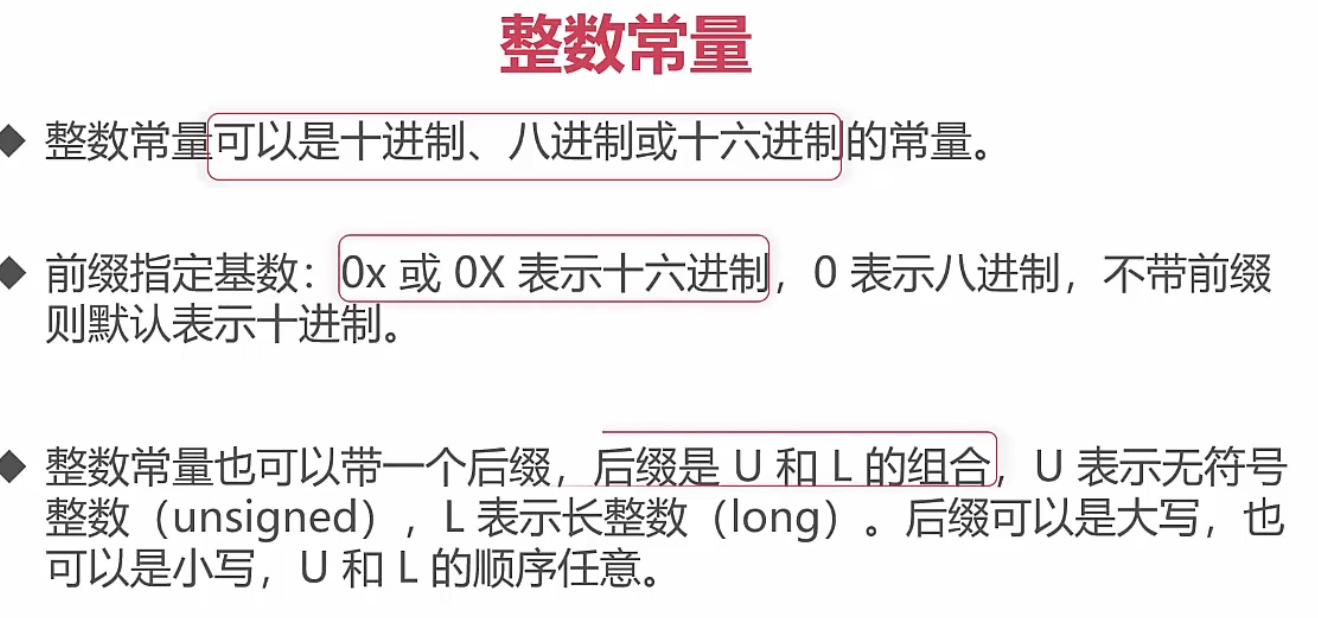 整数常量
◆ 整数常量可以是十进制、八进制或十六进制的常量。
◆ 前缀指定基数：0x 或 0X 表示十六进制，0 表示八进制，不带前缀
则默认表示十进制。
◆ 整数常量也可以带一个后缀，后缀是 U 和 L 的组合，U 表示无符号
整数（unsigned），L 表示长整数（long）。后缀可以是大写，也
可以是小写，U 和 L 的顺序任意。